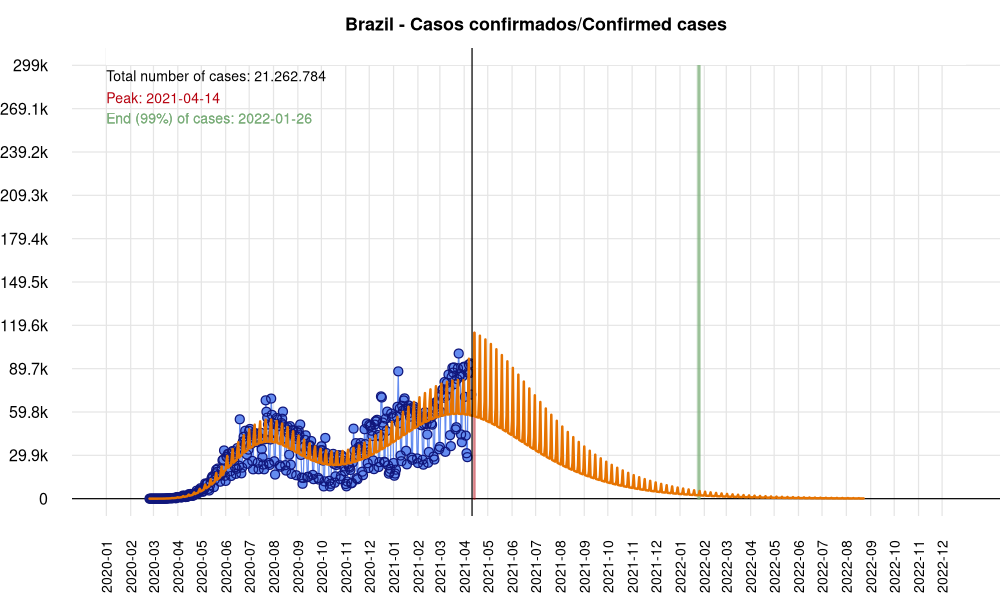 Brazil - Casos confirmados/Confirmed cases
299k
269.1k
239.2k
209.3k
179.4k
149.5k
119.6k
89.7k
59.8k
29.9k
0
Total number of cases: 21.262.784
Peak: 2021-04-14
End (99%) of cases: 2022-01-26
2020-01
2020-02
2020-03
2020-04
2020-05
2020-06
2020-07
2020-08
2020-09
2020-10
2020-11
2020-12
2021-01
2021-02
2021-03
2021-04
2021-05
2021-06
2021-07
2021-08
2021-09
2021-10
2021-11
2021-12
2022-01
2022-02
2022-03
2022-04
2022-05
2022-06
2022-07
2022-08
2022-09
2022-10
2022-11
2022-12